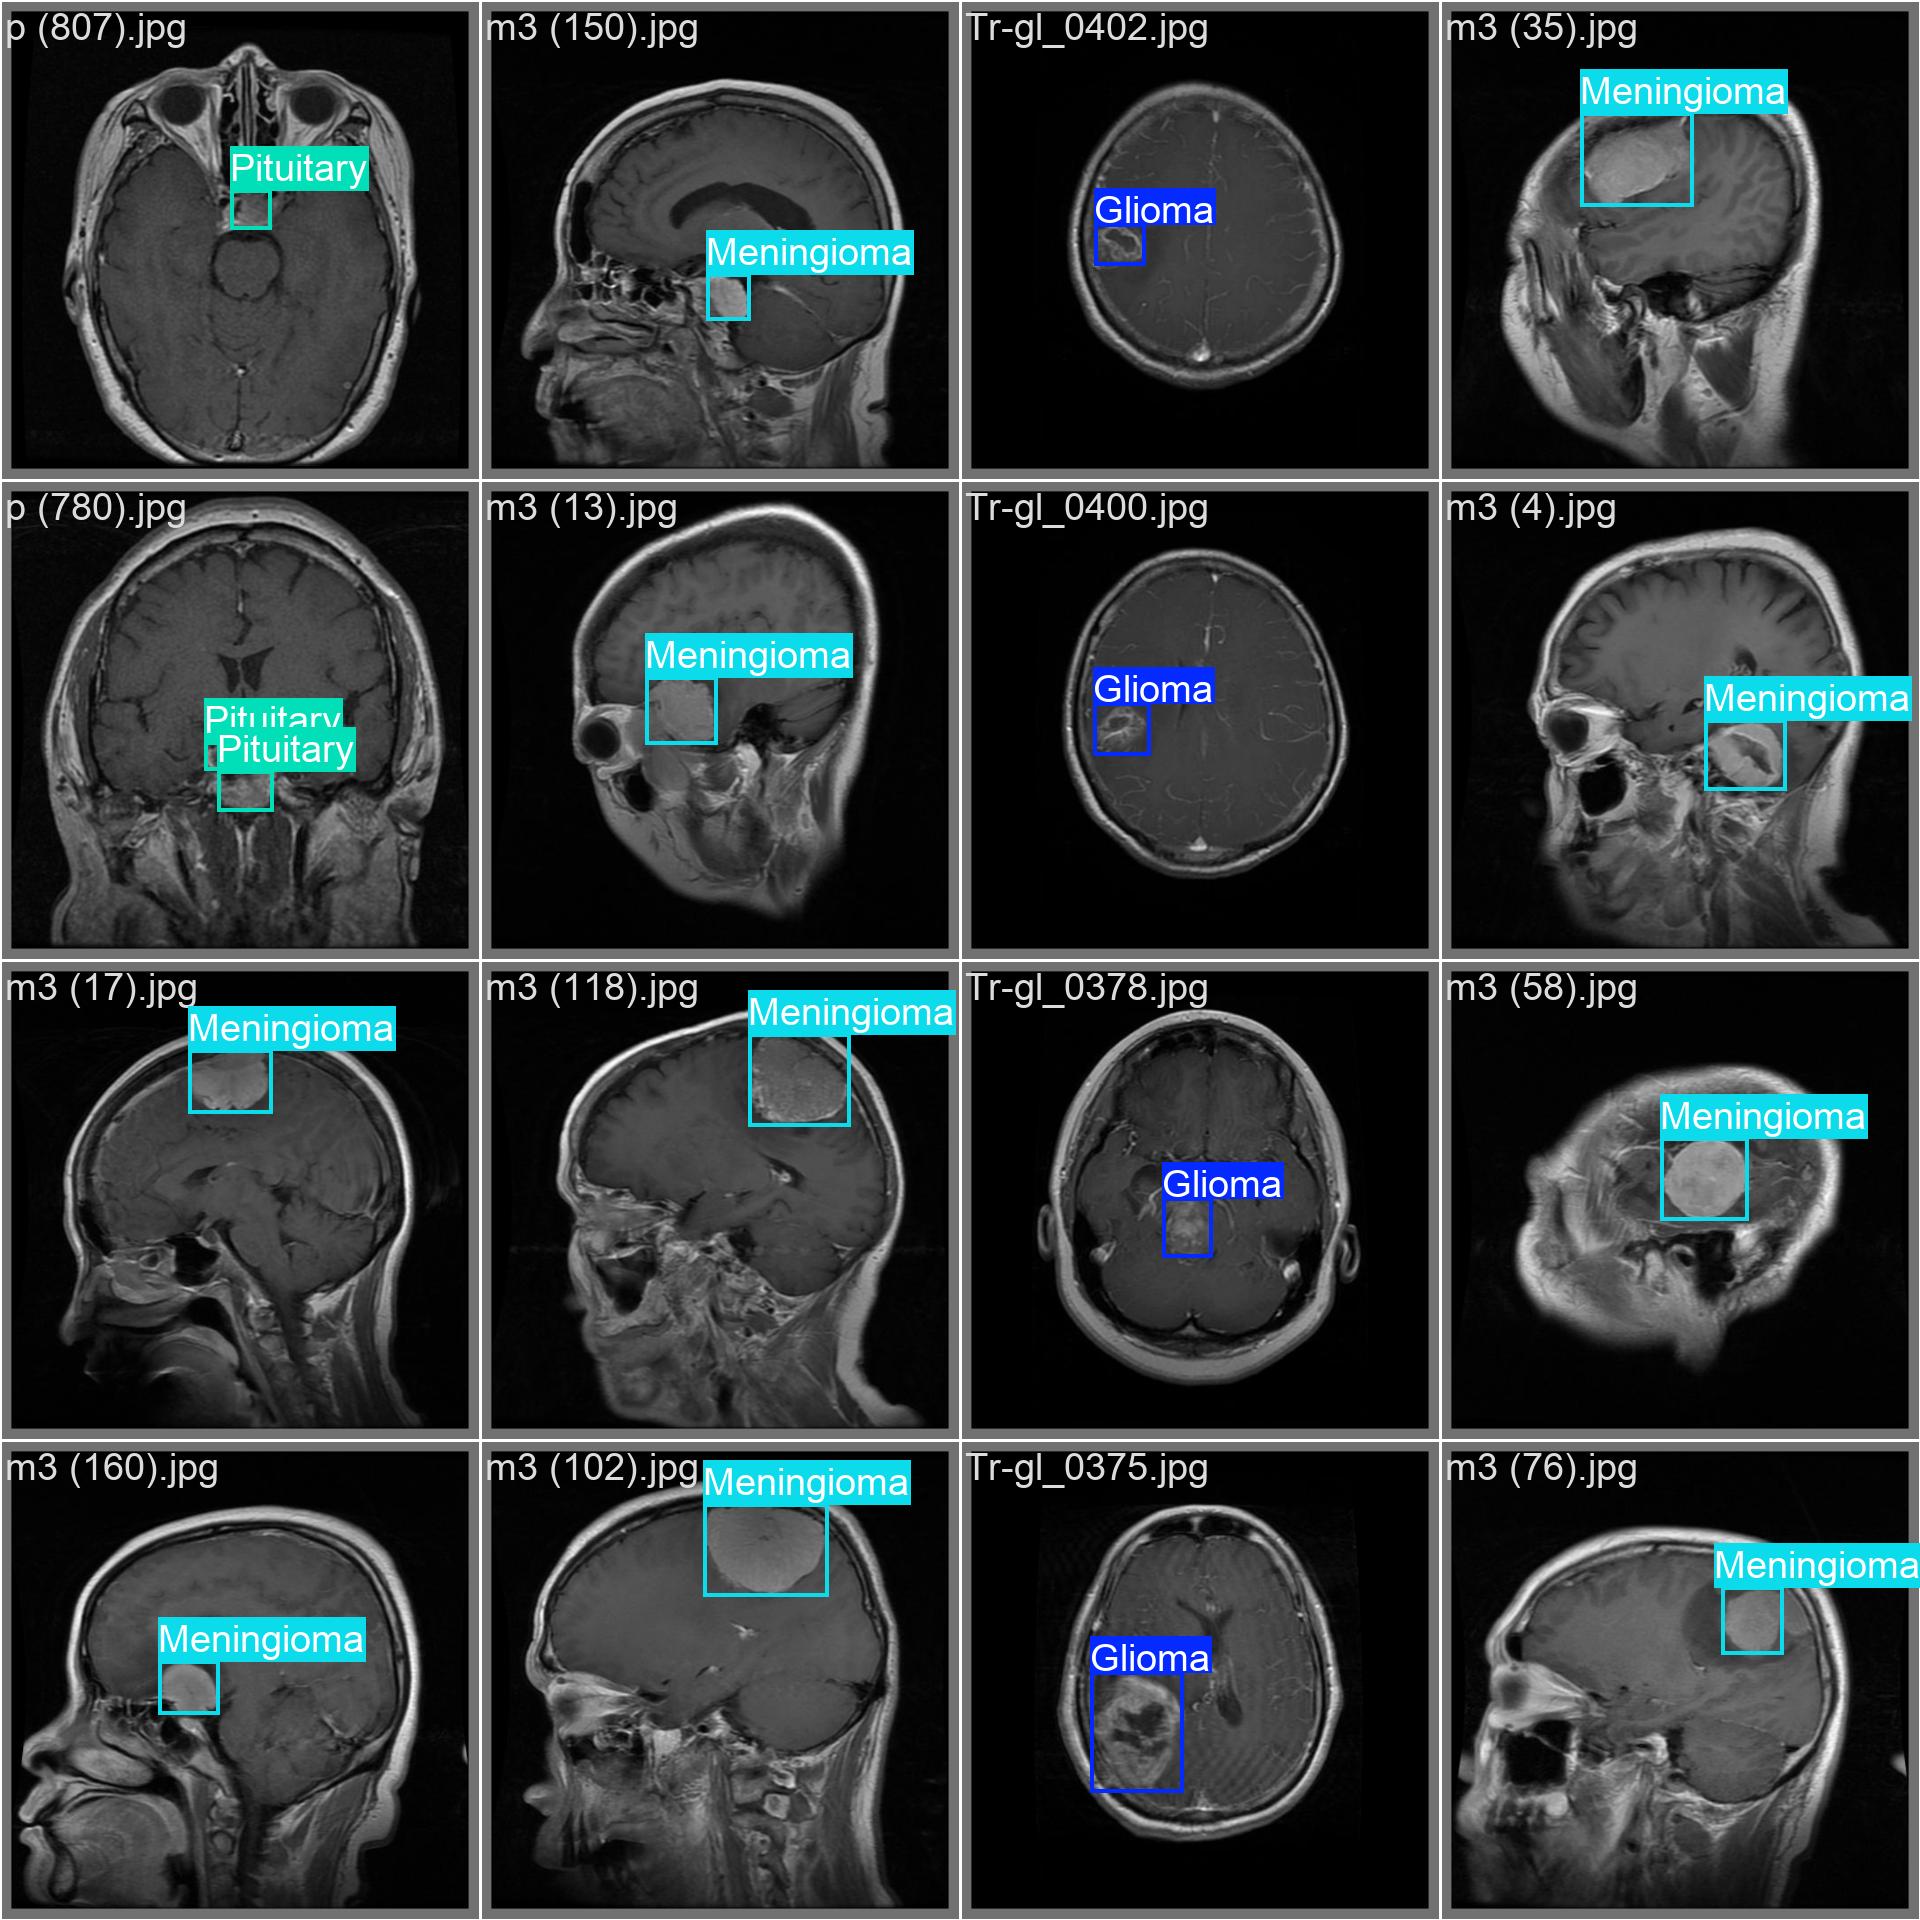 p (807).jpg
Pituitary
m3 (150).jpg
Meningioma
Tr-gl_0402.jpg
Glioma
m3 (35).jpg
Meningioma
p (780).jpg
Pituitary
Pituitary
m3 (13).jpg
Meningioma
Tr-gl_0400.jpg
Glioma
m3 (4).jpg
Meningioma
m3 (17).jpg
Meningioma
m3 (118).jpg
Meningioma
Tr-gl_0378.jpg
Glioma
m3 (58).jpg
Meningioma
m3 (160).jpg
Meningioma
m3 (102).jpg
Meningioma
Tr-gl_0375.jpg
Glioma
m3 (76).jpg
Meningioma